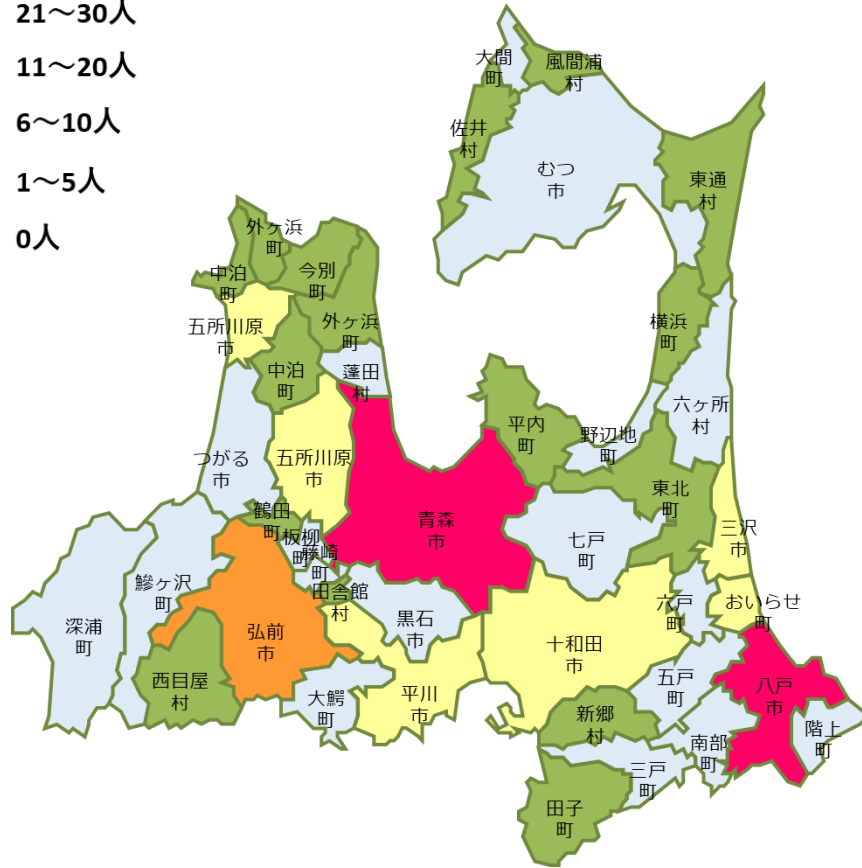 21～30人
11～20人
6～10人
1～5人
0人
大間
町
風間浦
村
佐井
村
むつ
市
東通
村
外ヶ浜
町
中泊
町
今別
町
五所川原
市
外ヶ浜
町
横浜
町
中泊
町
蓬田
村
六ヶ所
村
平内
町
野辺地
町
つがる
市
五所川原
市
東北
町
鶴田
町
青森
市
三沢
市
板柳
町
七戸
町
藤崎
町
鰺ヶ沢
町
田舎館
村
六戸
町
おいらせ
町
深浦
町
弘前
市
黒石
市
十和田
市
西目屋
村
大鰐
町
平川
市
五戸
町
八戸
市
新郷
村
南部
町
階上
町
三戸
町
田子
町